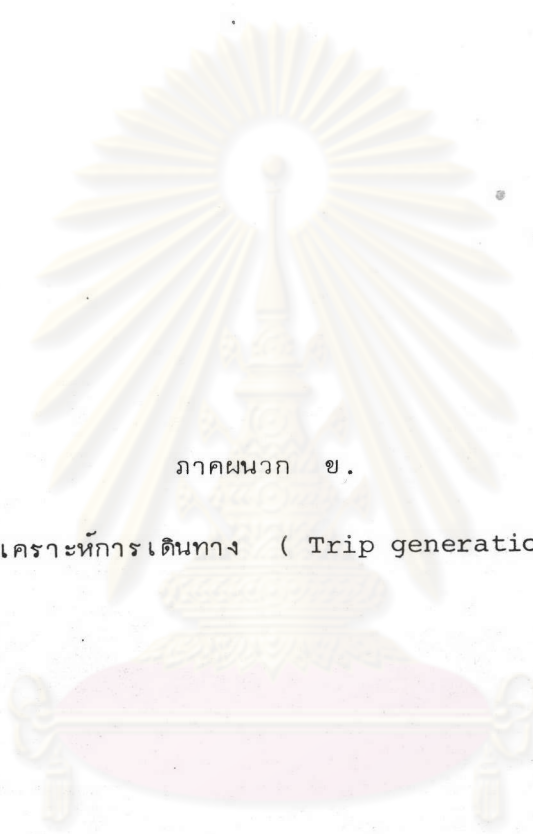 ภาคผนวก ข.
เคราะห์การเดินทาง ( Trip generatio